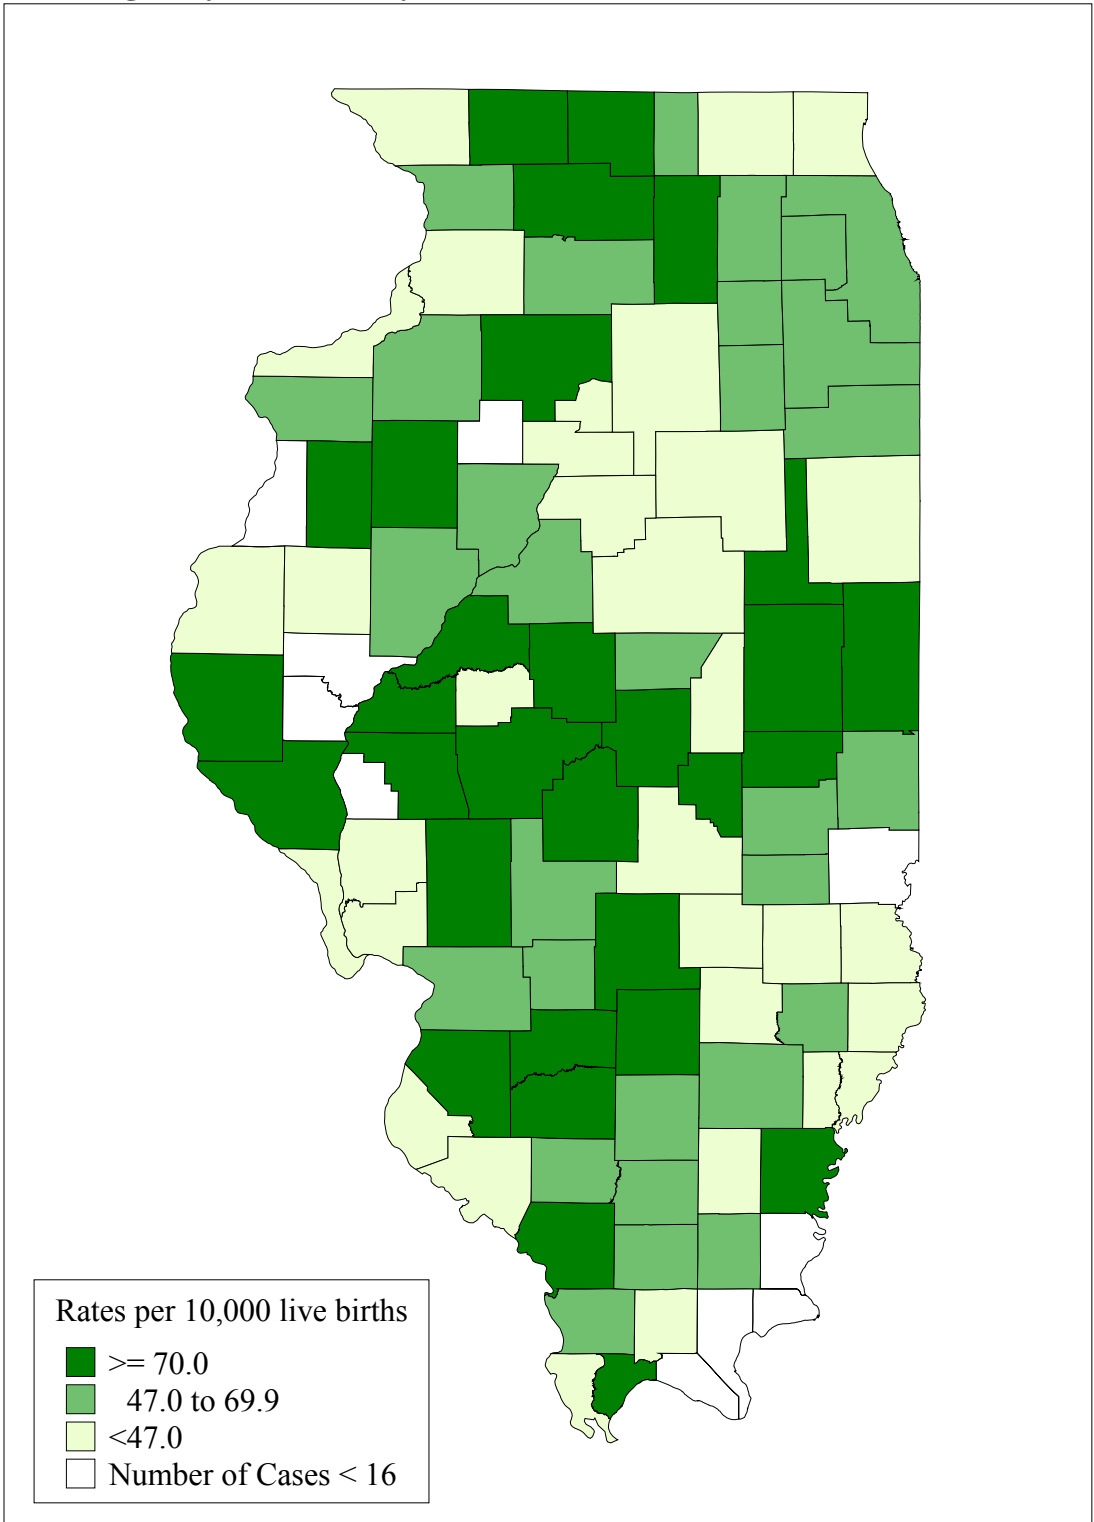 Rates per 10,000 live births
>= 70.0
47.0 to 69.9
<47.0
Number of Cases < 16